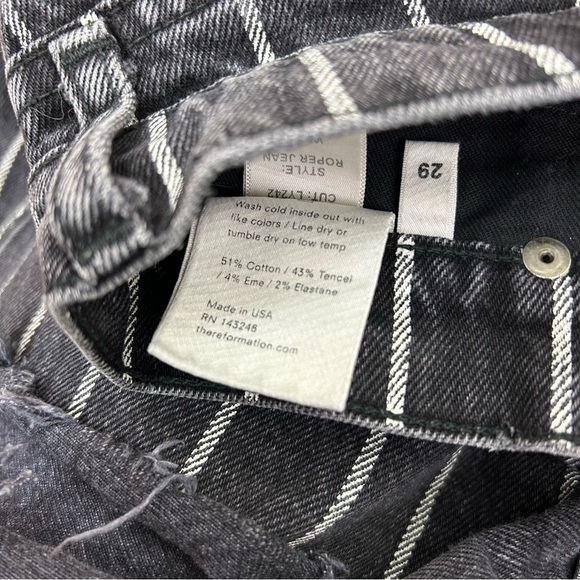 STYLE:
ROPER JEAN
CUT: LY242
29
Wash cold inside out with
like colors / Line dry or
tumble dry on low temp
51% Cotton / 43% Tencel
/ 4% Eme / 2% Elastane
Made in USA
RN 143246
thereformation.com